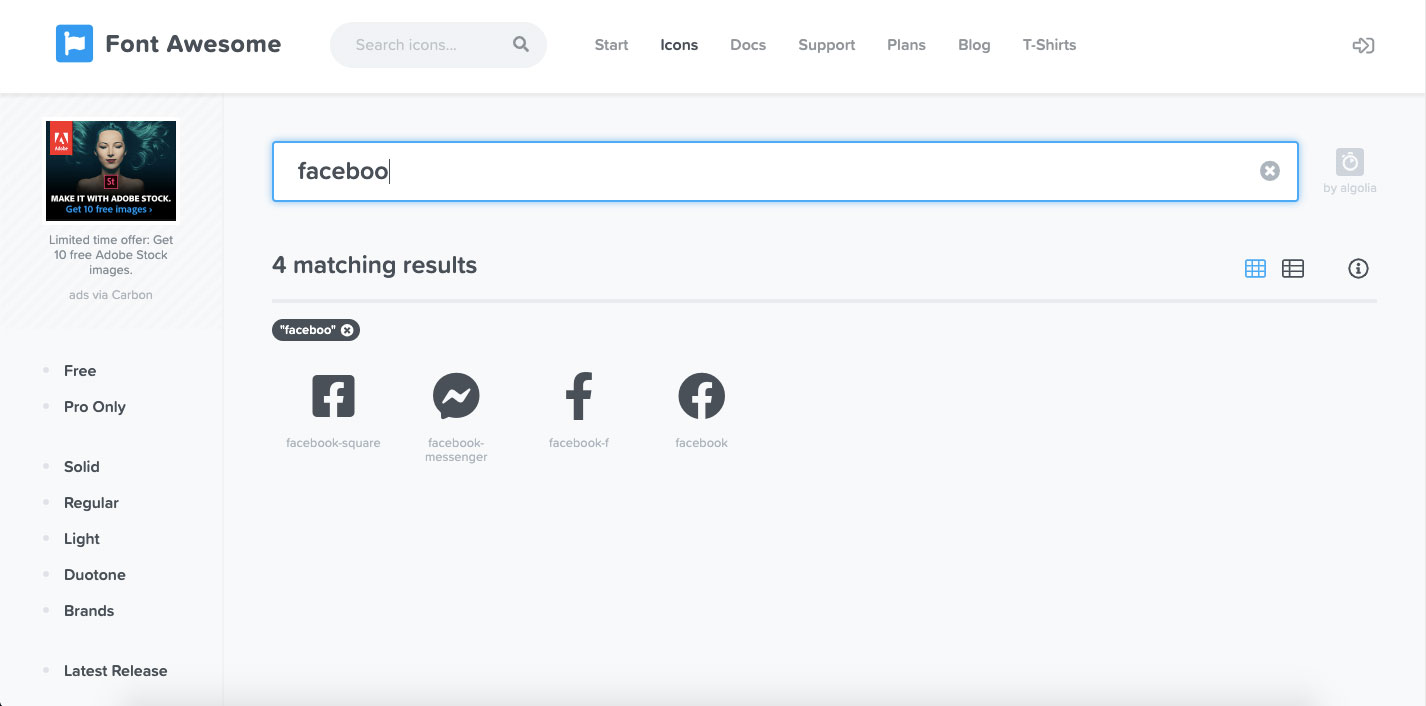 Font Awesome
Search icons...
Start
Icons
Docs
Support
Plans
Blog
T-Shirts
Adobe
St
MAKE IT WITH ADOBE STOCK.
Get 10 free images ›
Limited time offer: Get
10 free Adobe Stock
images.
ads via Carbon
Free
Pro Only
Solid
Regular
Light
Duotone
Brands
Latest Release
faceboo
by algolia
4 matching results
"faceboo"
facebook-square
facebook-
messenger
facebook-f
facebook